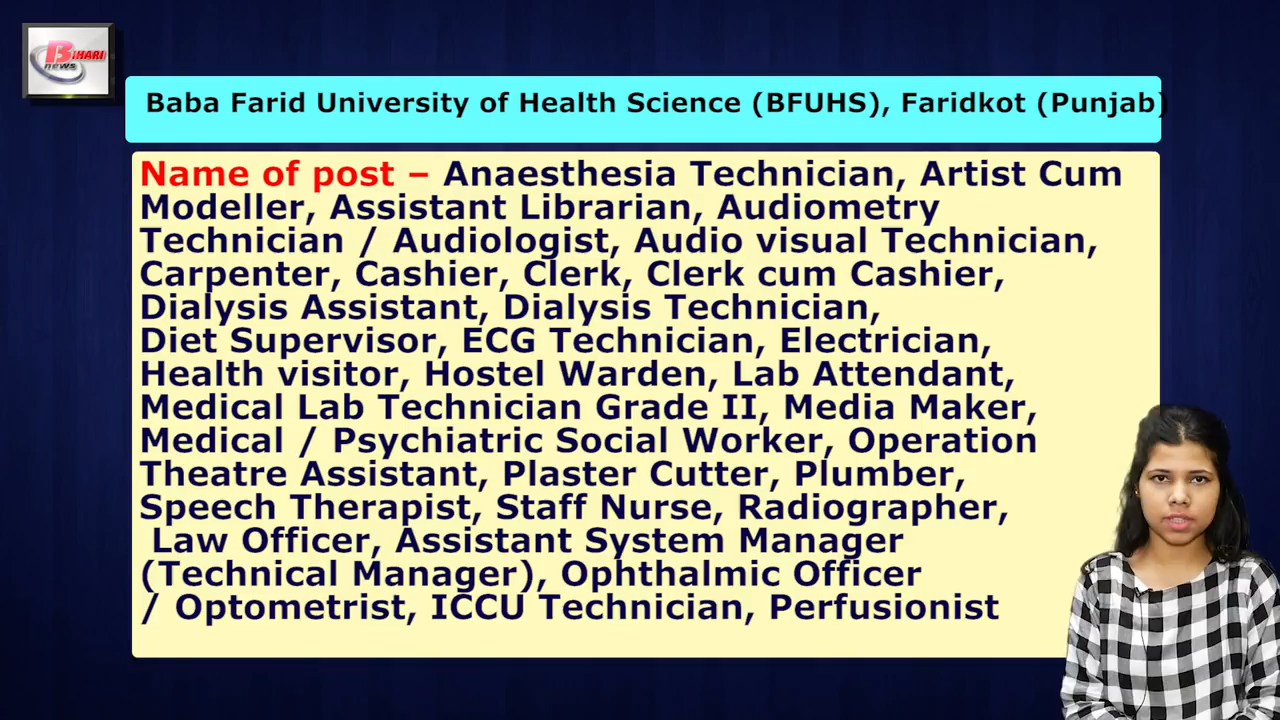 BIHARI
news
Baba Farid University of Health Science (BFUHS), Faridkot (Punjab)
Name of post – Anaesthesia Technician, Artist Cum
Modeller, Assistant Librarian, Audiometry
Technician / Audiologist, Audio visual Technician,
Carpenter, Cashier, Clerk, Clerk cum Cashier,
Dialysis Assistant, Dialysis Technician,
Diet Supervisor, ECG Technician, Electrician,
Health visitor, Hostel Warden, Lab Attendant,
Medical Lab Technician Grade II, Media Maker,
Medical / Psychiatric Social Worker, Operation
Theatre Assistant, Plaster Cutter, Plumber,
Speech Therapist, Staff Nurse, Radiographer,
Law Officer, Assistant System Manager
(Technical Manager), Ophthalmic Officer
/ Optometrist, ICCU Technician, Perfusionist